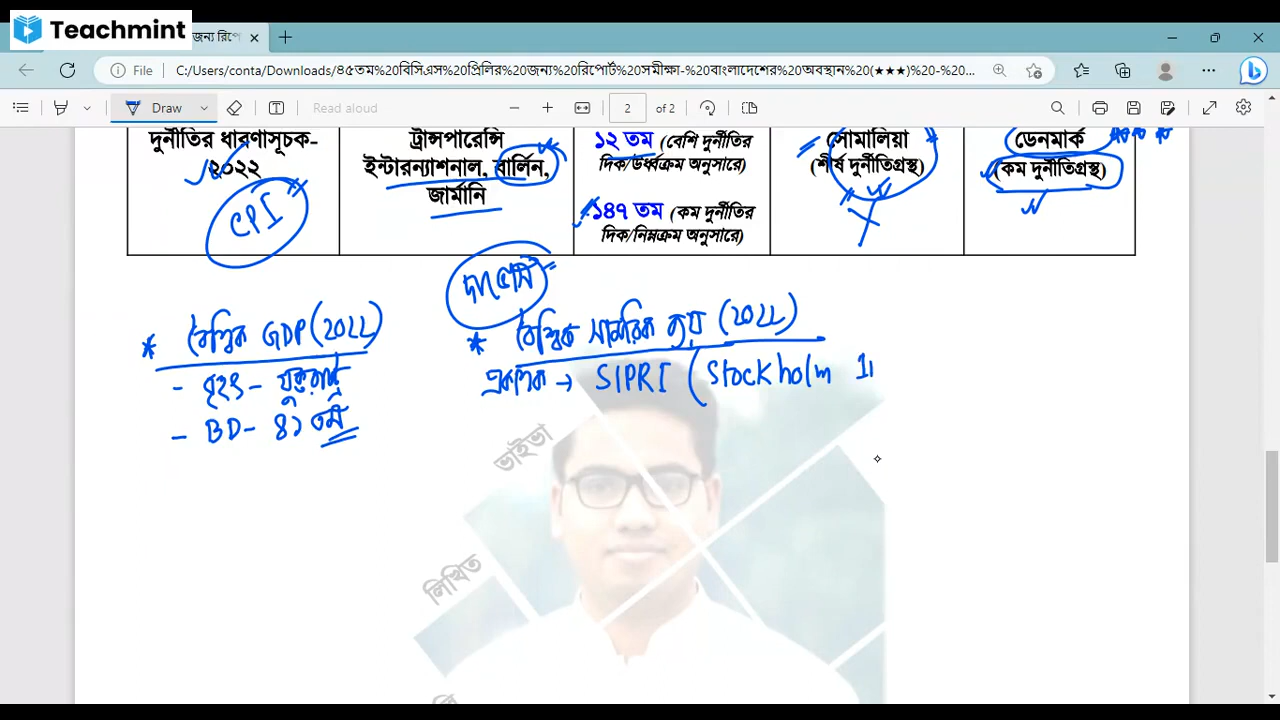 Teachmint
জন্য রিপে
File
C:/Users/conta/Downloads/৪৫তম%20বিসিএস%20প্রিলির%20জন্য%20রিপোর্ট%20সমীক্ষা-%20বাংলাদেশের%20অবস্থান%20(★★★)%20-%20...
Draw
Read aloud
2 of 2
দুর্নীতির ধারণাসূচক-
২০২২
ট্রান্সপারেন্সি
ইন্টারন্যাশনাল, বার্লিন,
জার্মানি
১২ তম (বেশি দুর্নীতির
দিক/উর্ধ্বক্রম অনুসারে)
১৪৭ তম (কম দুর্নীতির
দিক/নিম্নক্রম অনুসারে)
সোমালিয়া
(শীর্ষ দুর্নীতিগ্রস্থ)
ডেনমার্ক
(কম দুর্নীতিগ্রস্থ)
CPI
* বৈশ্বিক GDP (2022)
- বৃহৎ - যুক্তরাষ্ট্র
- BD - ৪১ তম
* বৈশ্বিক সামরিক ব্যয় (2022)
প্রকাশক → SIPRI (Stockholm In
ভাইভা
লিখিত